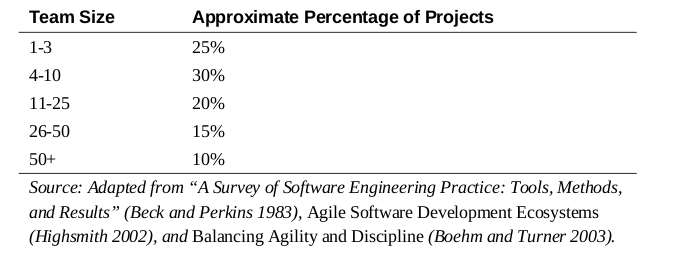 Team Size Approximate Percentage of Projects
1-3 25%
4-10 30%
11-25 20%
26-50 15%
50+ 10%
Source: Adapted from “A Survey of Software Engineering Practice: Tools, Methods,
and Results” (Beck and Perkins 1983), Agile Software Development Ecosystems
(Highsmith 2002), and Balancing Agility and Discipline (Boehm and Turner 2003).